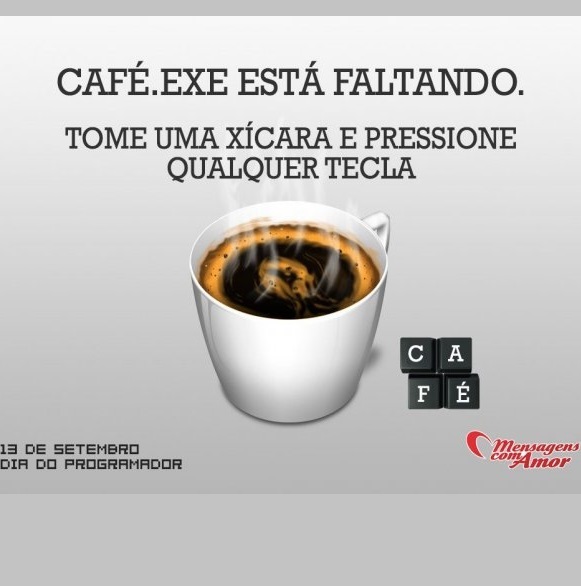 CAFÉ.EXE ESTÁ FALTANDO.
TOME UMA XÍCARA E PRESSIONE
QUALQUER TECLA
C A
F É
13 DE SETEMBRO
DIA DO PROGRAMADOR
Mensagens
com Amor